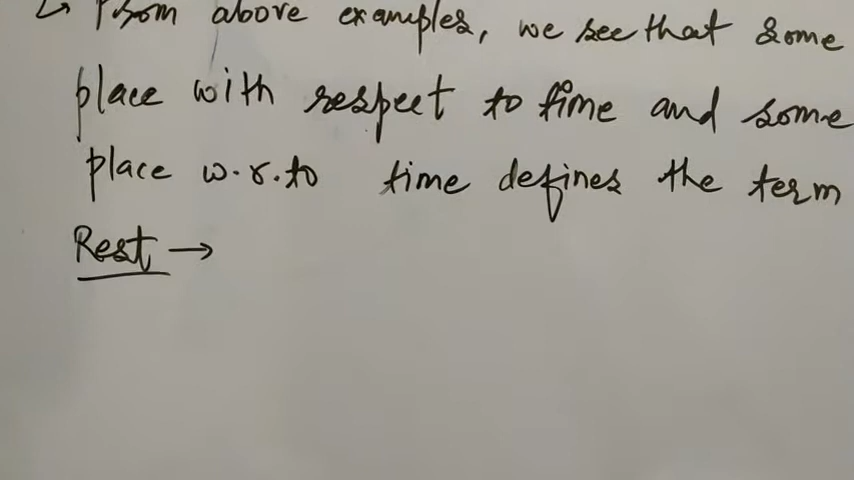 ↳ From above examples, we see that some
place with respect to time and some
place w.r.to time defines the term
Rest →